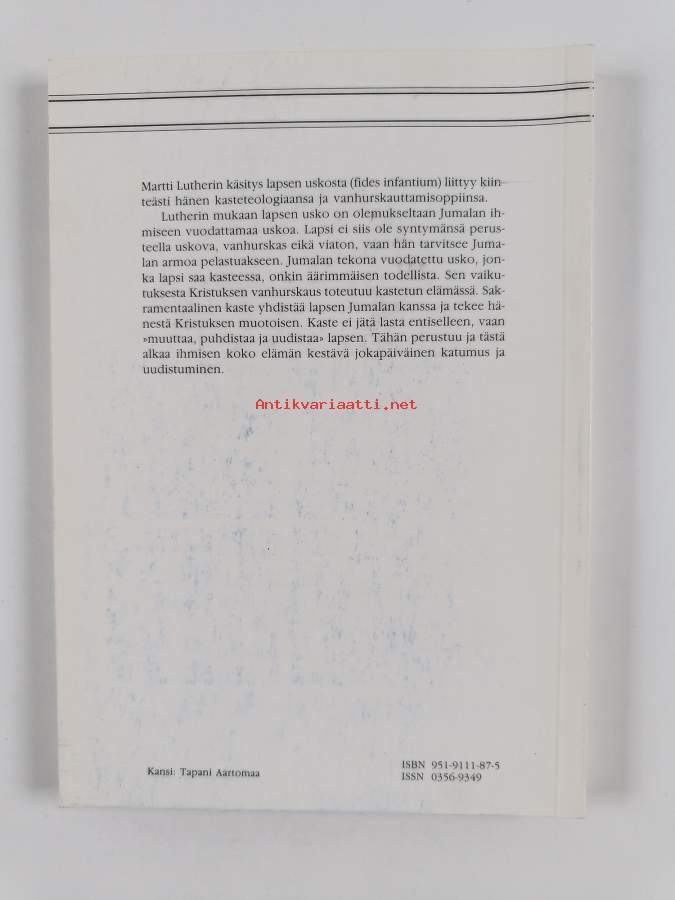 Martti Lutherin käsitys lapsen uskosta (fides infantium) liittyy kiin-
teästi hänen kasteteologiaansa ja vanhurskauttamisoppiinsa.
Lutherin mukaan lapsen usko on olemukseltaan Jumalan ih-
miseen vuodattamaa uskoa. Lapsi ei siis ole syntymänsä perus-
teella uskova, vanhurskas eikä viaton, vaan hän tarvitsee Juma-
lan armoa pelastuakseen. Jumalan tekona vuodatettu usko, jon-
ka lapsi saa kasteessa, onkin äärimmäisen todellista. Sen vaiku-
tuksesta Kristuksen vanhurskaus toteutuu kastetun elämässä. Sak-
ramentaalinen kaste yhdistää lapsen Jumalan kanssa ja tekee hä-
nestä Kristuksen muotoisen. Kaste ei jätä lasta entiselleen, vaan
»muuttaa, puhdistaa ja uudistaa» lapsen. Tähän perustuu ja tästä
alkaa ihmisen koko elämän kestävä jokapäiväinen katumus ja
uudistuminen.
Antikvariaatti.net
Kansi: Tapani Aartomaa
ISBN 951-9111-87-5
ISSN 0356-9349